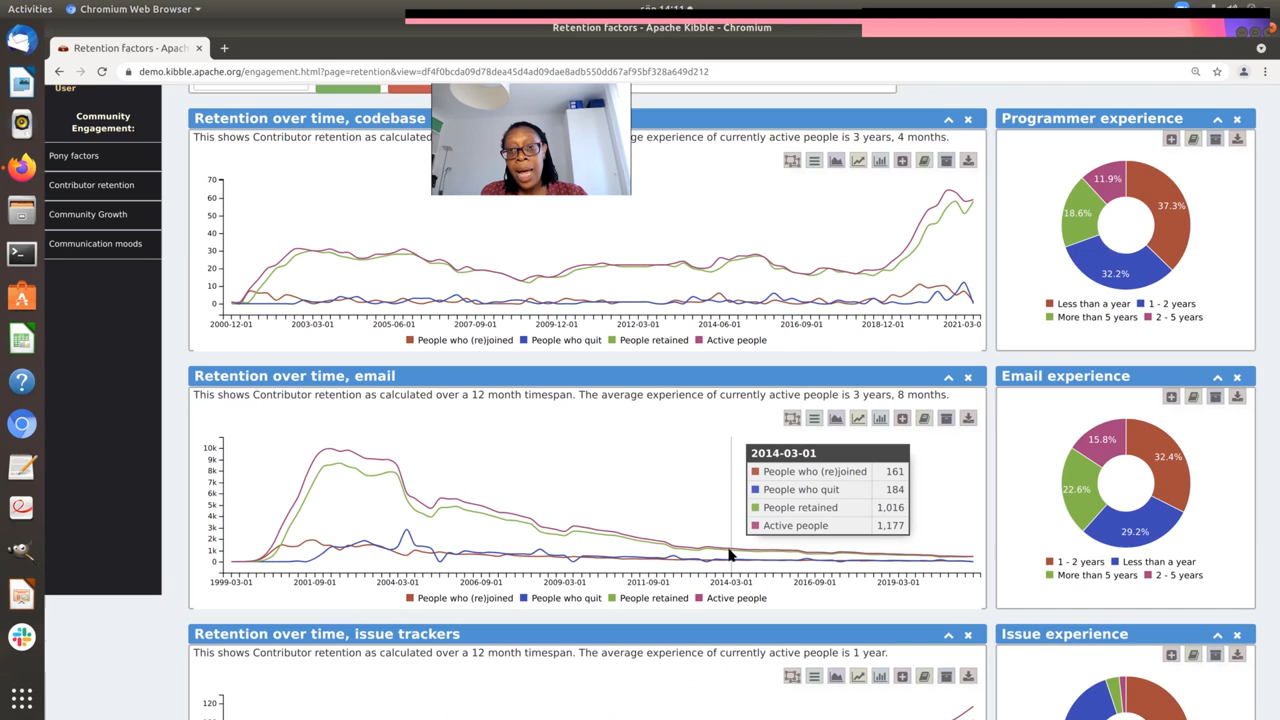 Activities
Chromium Web Browser
14:11
Retention factors - Apache Kibble - Chromium
Retention factors - Apach
demo.kibble.apache.org/engagement.html?page=retention&view=df4f0bcda09d78dea45d4ad09dae8adb550dd67af95bf328a649d212
User
Community
Engagement:
Pony factors
Contributor retention
Community Growth
Communication moods
Retention over time, codebase
This shows Contributor retention as calculated
age experience of currently active people is 3 years, 4 months.
70
60
50
40
30
20
10
0
2000-12-01 2003-03-01 2005-06-01 2007-09-01 2009-12-01 2012-03-01 2014-06-01 2016-09-01 2018-12-01 2021-03-0
People who (re)joined People who quit People retained Active people
Programmer experience
11.9%
37.3%
18.6%
32.2%
Less than a year 1 - 2 years
More than 5 years 2 - 5 years
Retention over time, email
This shows Contributor retention as calculated over a 12 month timespan. The average experience of currently active people is 3 years, 8 months.
10k
9k
8k
7k
6k
5k
4k
3k
2k
1k
0
2014-03-01
People who (re)joined 161
People who quit 184
People retained 1,016
Active people 1,177
1999-03-01 2001-09-01 2004-03-01 2006-09-01 2009-03-01 2011-09-01 2014-03-01 2016-09-01 2019-03-01
People who (re)joined People who quit People retained Active people
Email experience
15.8%
32.4%
22.6%
29.2%
1 - 2 years Less than a year
More than 5 years 2 - 5 years
Retention over time, issue trackers
This shows Contributor retention as calculated over a 12 month timespan. The average experience of currently active people is 1 year.
120
Issue experience